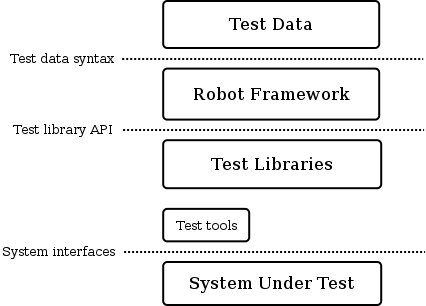 Test Data
Test data syntax
Robot Framework
Test library API
Test Libraries
Test tools
System interfaces
System Under Test